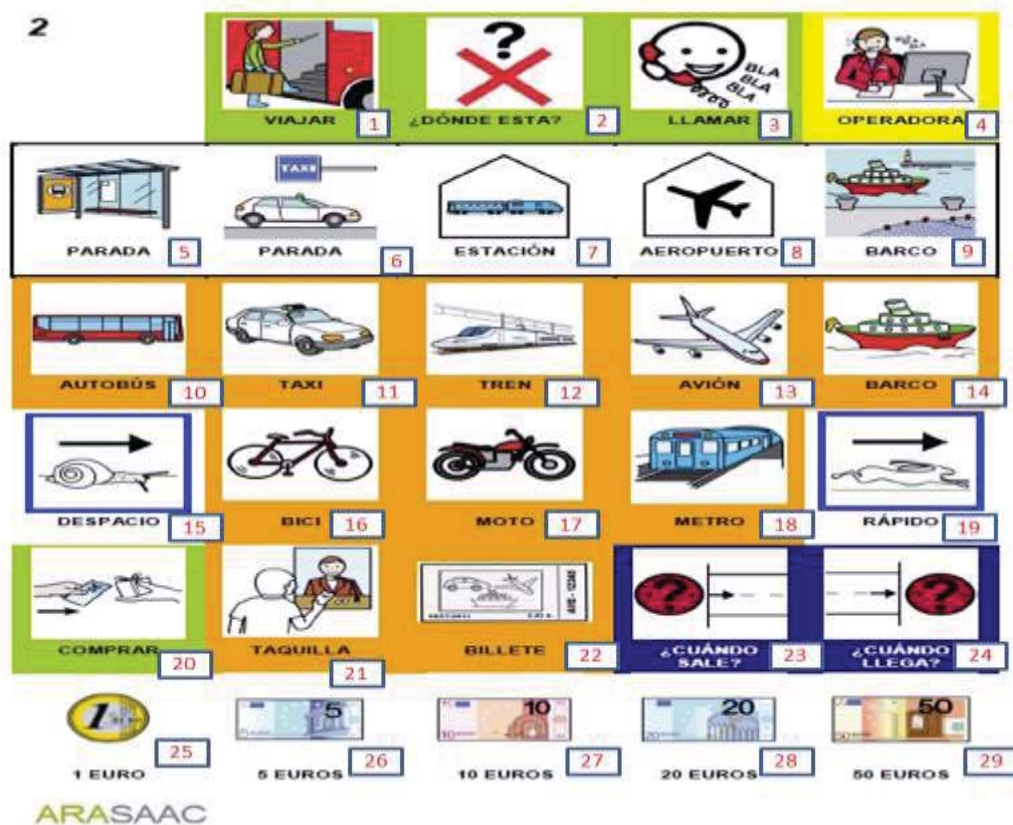 2
BLA
BLA
BLA
VIAJAR 1 ¿DÓNDE ESTA? 2 LLAMAR 3 OPERADORA 4
TAXI
PARADA 5 PARADA 6 ESTACIÓN 7 AEROPUERTO 8 BARCO 9
AUTOBÚS 10 TAXI 11 TREN 12 AVIÓN 13 BARCO 14
DESPACIO 15 BICI 16 MOTO 17 METRO 18 RÁPIDO 19
? ?
COMPRAR 20 TAQUILLA 21 BILLETE 22 ¿CUÁNDO SALE? 23 ¿CUÁNDO LLEGA? 24
1 5 10 20 50
25 26 27 28 29
1 EURO 5 EUROS 10 EUROS 20 EUROS 50 EUROS
ARASAAC